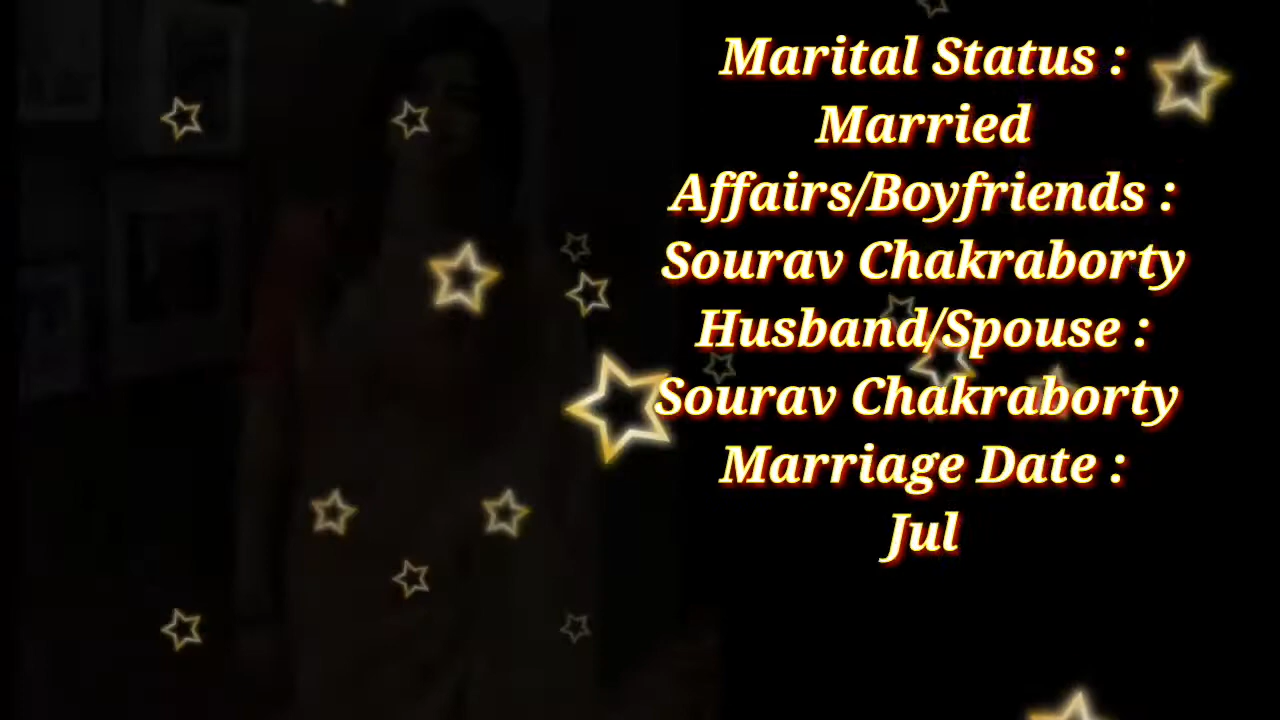 Marital Status :
Married
Affairs/Boyfriends :
Sourav Chakraborty
Husband/Spouse :
Sourav Chakraborty
Marriage Date :
Jul